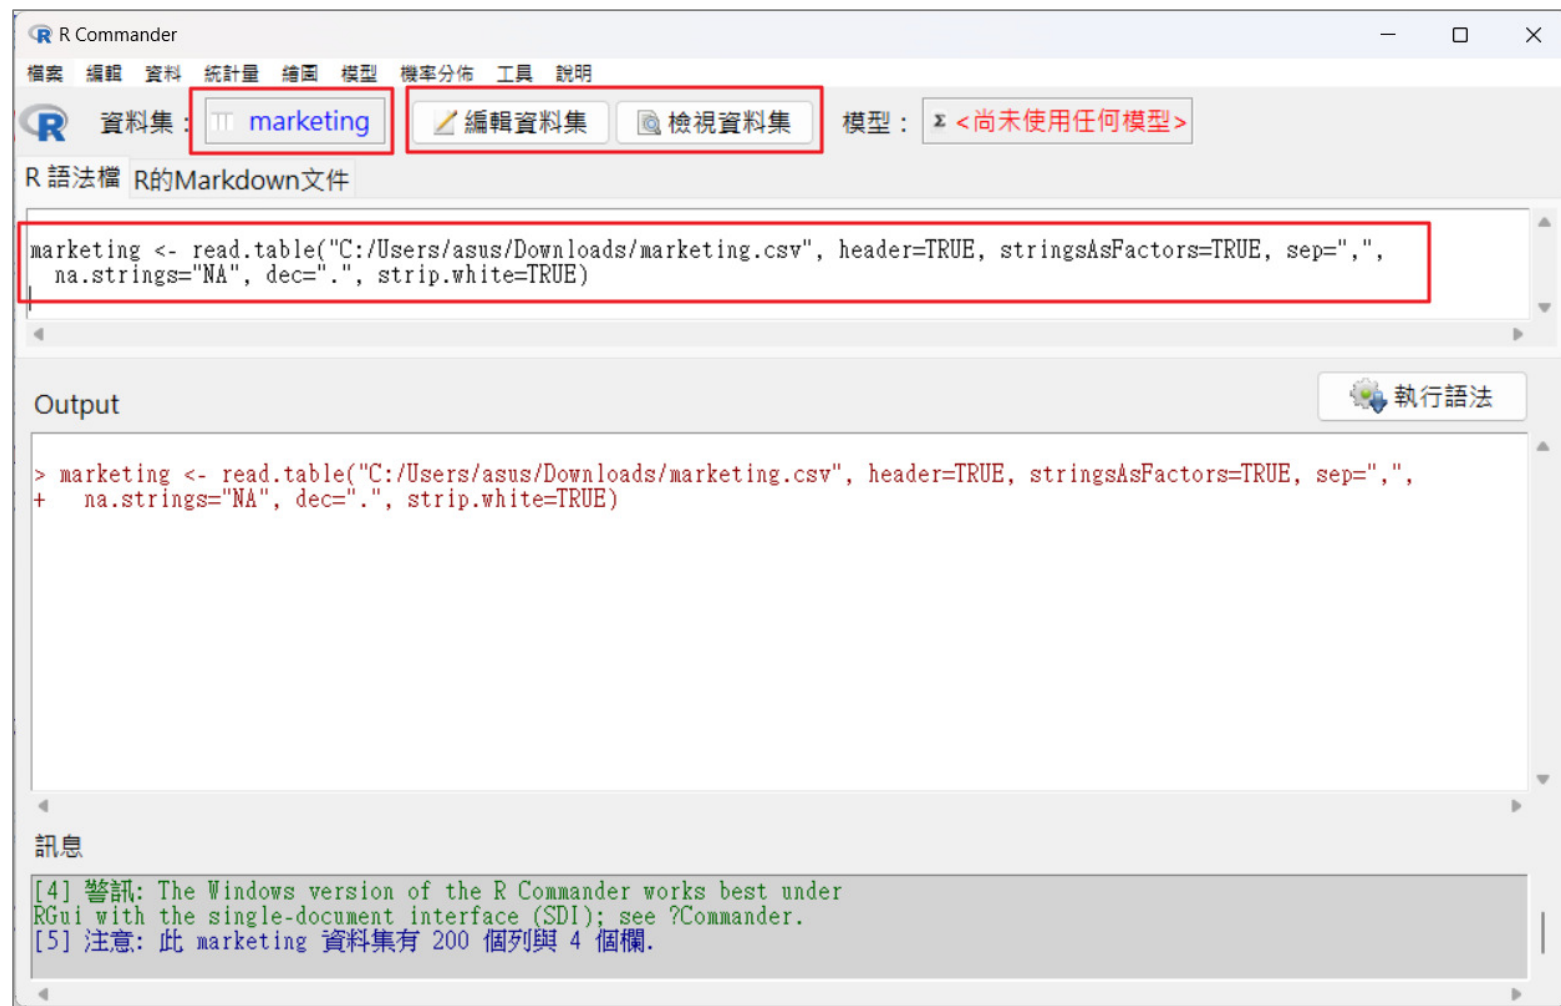 R Commander
檔案 編輯 資料 統計量 繪圖 模型 機率分佈 工具 說明
資料集： marketing 編輯資料集 檢視資料集 模型： Σ <尚未使用任何模型>
R 語法檔 R的Markdown文件
marketing <- read.table("C:/Users/asus/Downloads/marketing.csv", header=TRUE, stringsAsFactors=TRUE, sep=",",
  na.strings="NA", dec=".", strip.white=TRUE)
Output 執行語法
> marketing <- read.table("C:/Users/asus/Downloads/marketing.csv", header=TRUE, stringsAsFactors=TRUE, sep=",",
+   na.strings="NA", dec=".", strip.white=TRUE)
訊息
[4] 警訊: The Windows version of the R Commander works best under
RGui with the single-document interface (SDI); see ?Commander.
[5] 注意: 此 marketing 資料集有 200 個列與 4 個欄.